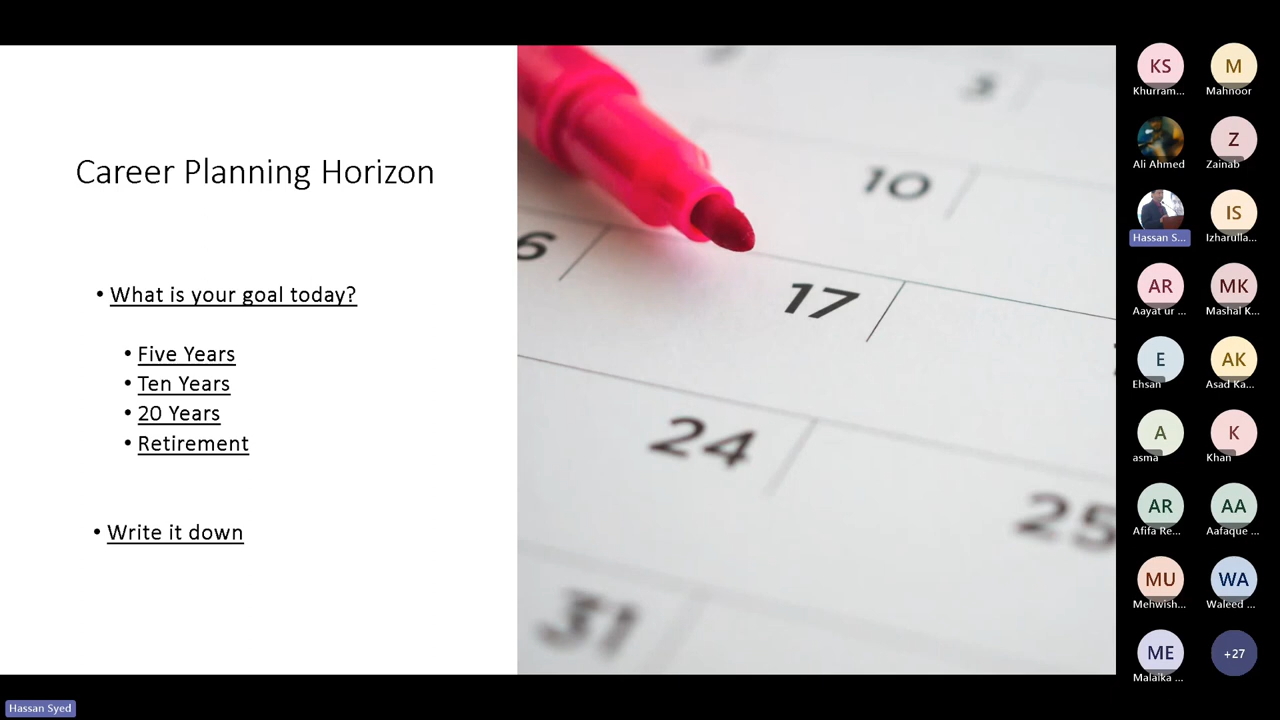 Career Planning Horizon
• What is your goal today?
• Five Years
• Ten Years
• 20 Years
• Retirement
• Write it down
3
10
6
17
24
25
31
KS
Khurram...
M
Mahnoor
Ali Ahmed
Z
Zainab
Hassan S...
IS
Izharulla...
AR
Aayat ur ...
MK
Mashal K...
E
Ehsan
AK
Asad Ka...
A
asma
K
Khan
AR
Afifa Re...
AA
Aafaque ...
MU
Mehwish...
WA
Waleed ...
ME
Malaika ...
+27
Hassan Syed